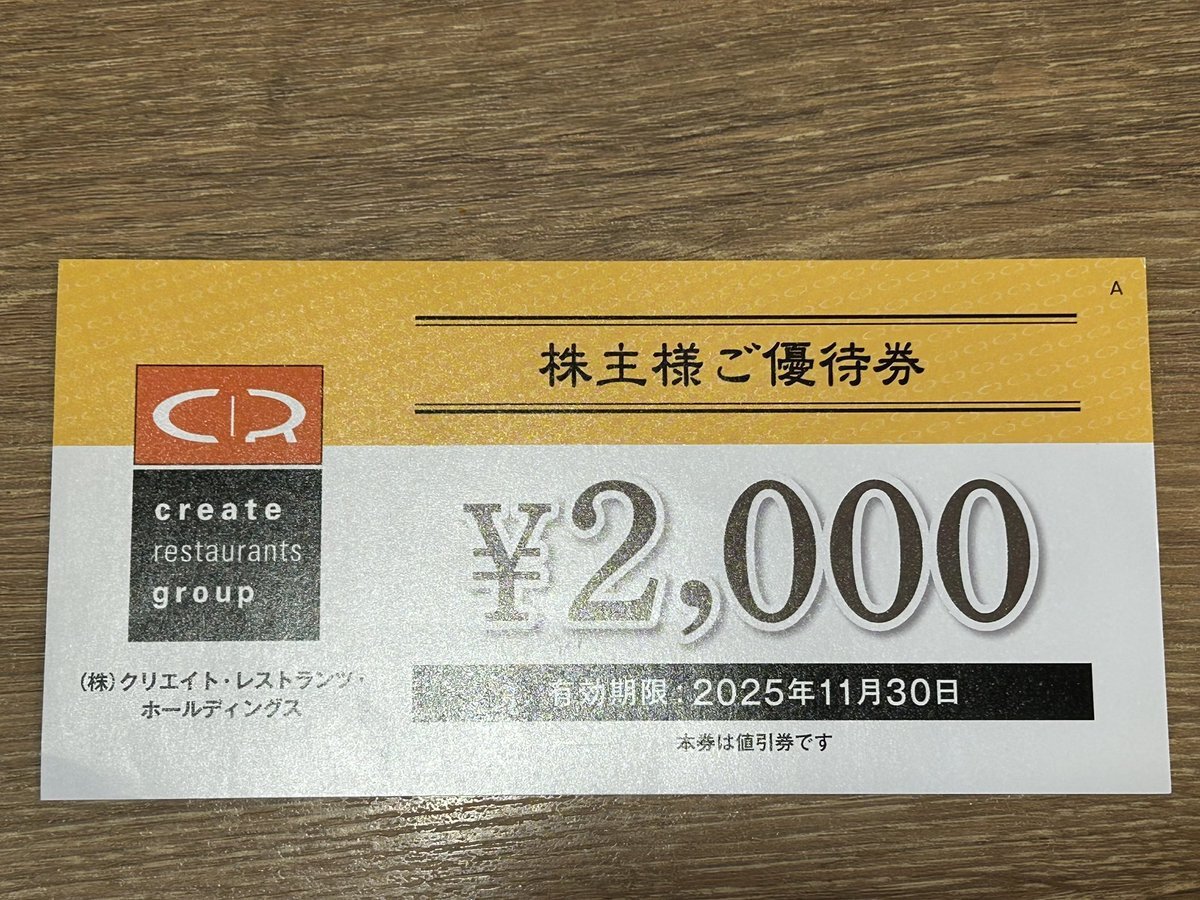 A
株主様ご優待券
CR
create
restaurants
group
¥2,000
(株)クリエイト・レストランツ・
ホールディングス
有効期限:2025年11月30日
本券は値引券です